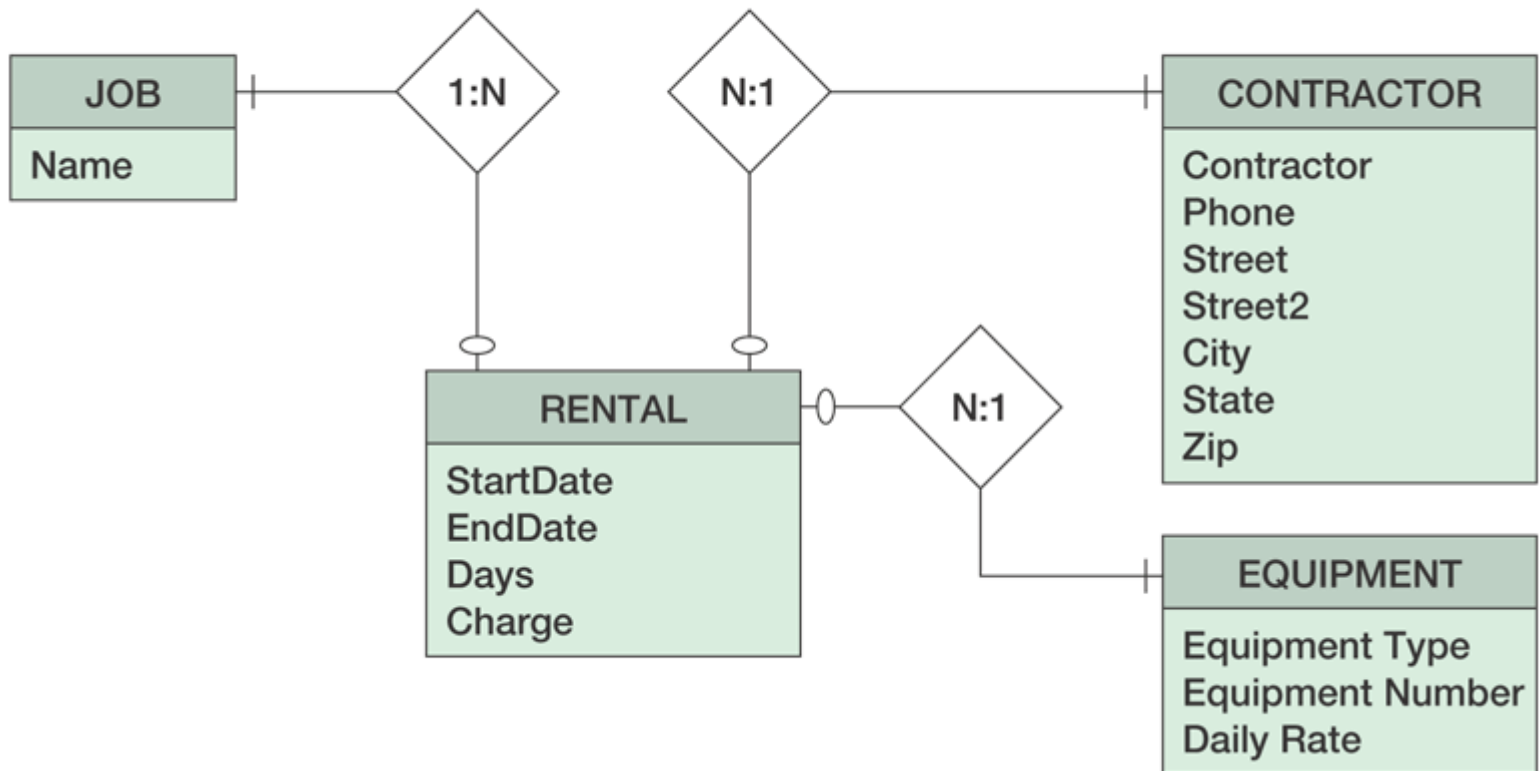 JOB
Name
1:N
N:1
CONTRACTOR
Contractor
Phone
Street
Street2
City
State
Zip
RENTAL
StartDate
EndDate
Days
Charge
N:1
EQUIPMENT
Equipment Type
Equipment Number
Daily Rate